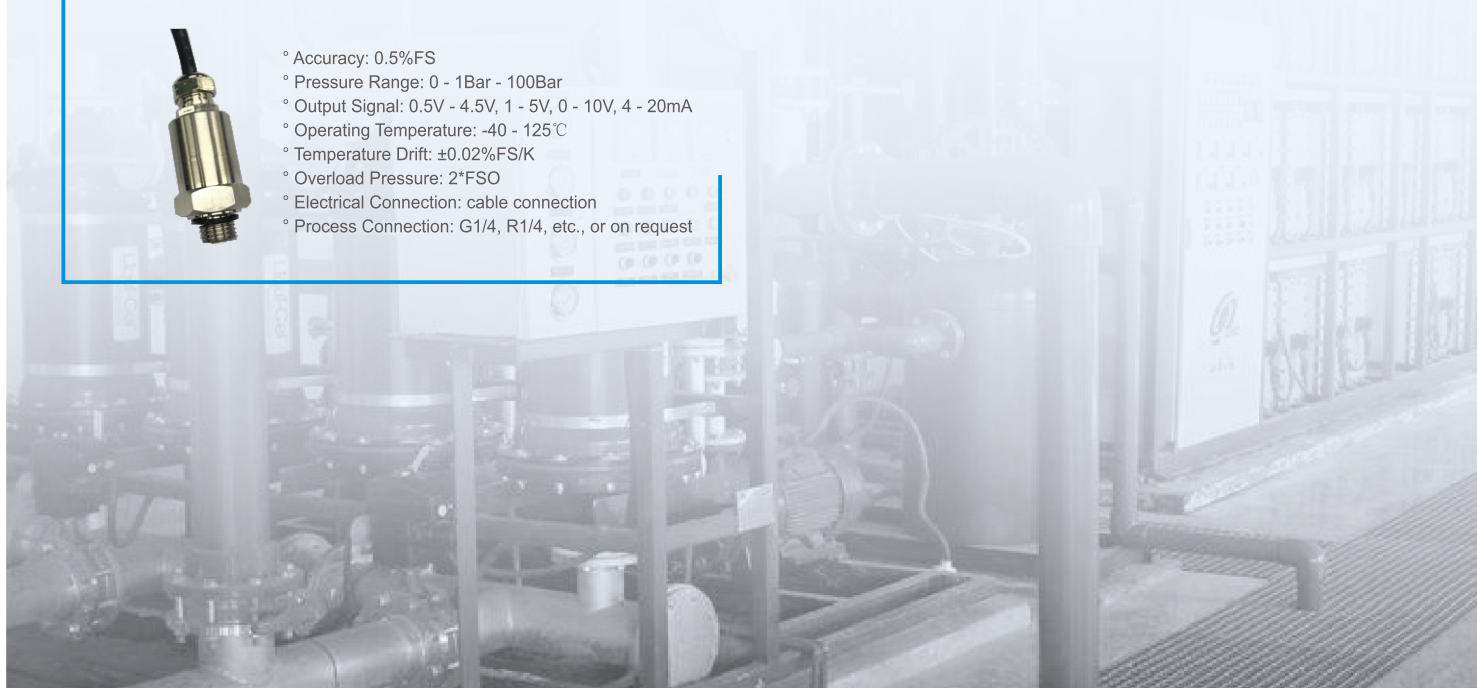 ° Accuracy: 0.5%FS
° Pressure Range: 0 - 1Bar - 100Bar
° Output Signal: 0.5V - 4.5V, 1 - 5V, 0 - 10V, 4 - 20mA
° Operating Temperature: -40 - 125℃
° Temperature Drift: ±0.02%FS/K
° Overload Pressure: 2*FSO
° Electrical Connection: cable connection
° Process Connection: G1/4, R1/4, etc., or on request